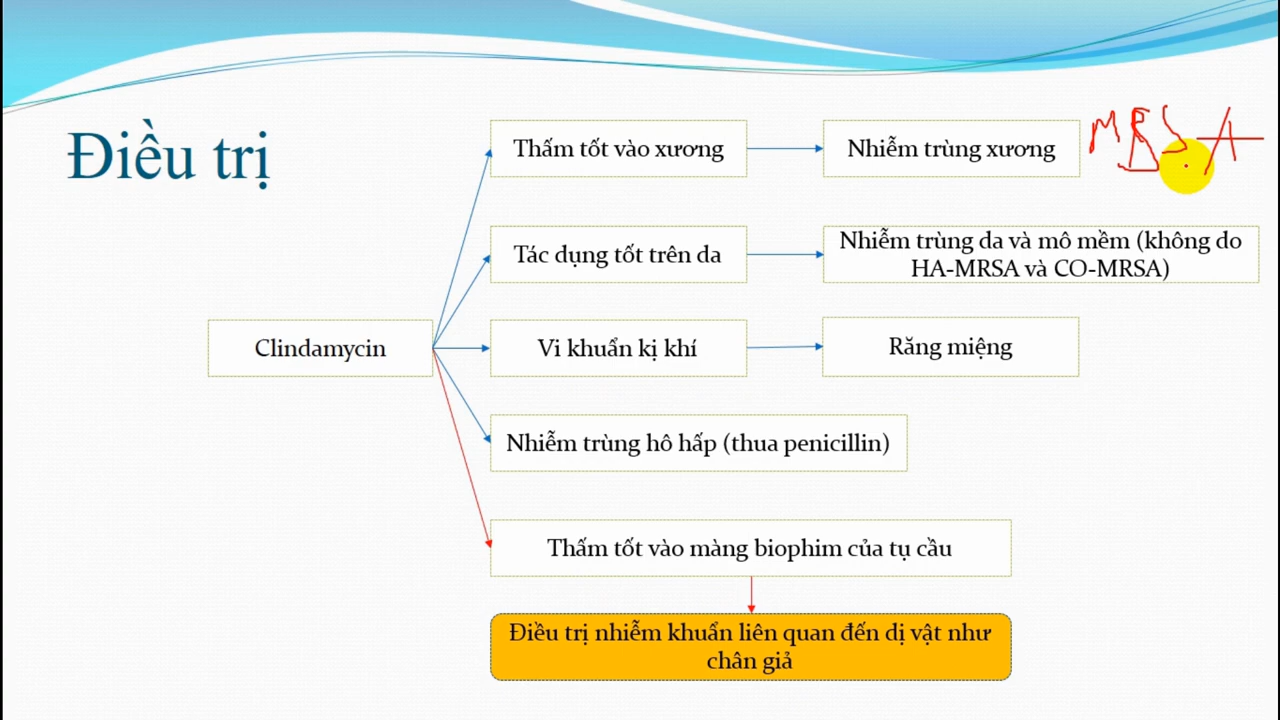 Điều trị
Thấm tốt vào xương
Nhiễm trùng xương
MRSA
Tác dụng tốt trên da
Nhiễm trùng da và mô mềm (không do
HA-MRSA và CO-MRSA)
Clindamycin
Vi khuẩn kị khí
Răng miệng
Nhiễm trùng hô hấp (thua penicillin)
Thấm tốt vào màng biophim của tụ cầu
Điều trị nhiễm khuẩn liên quan đến dị vật như
chân giả